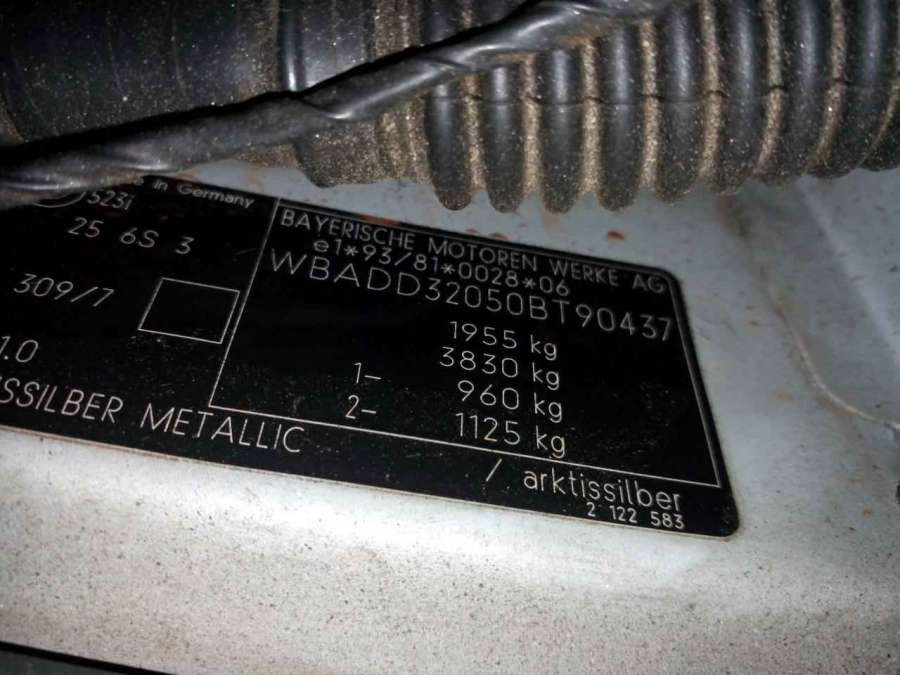 in Germany
523i
25 6S 3
309/7
1.0
SSILBER METALLIC
BAYERISCHE MOTOREN WERKE AG
e1*93/81*0028*06
WBADD32050BT90437
1955 kg
3830 kg
1- 960 kg
2- 1125 kg
/ arktissilber
2 122 583